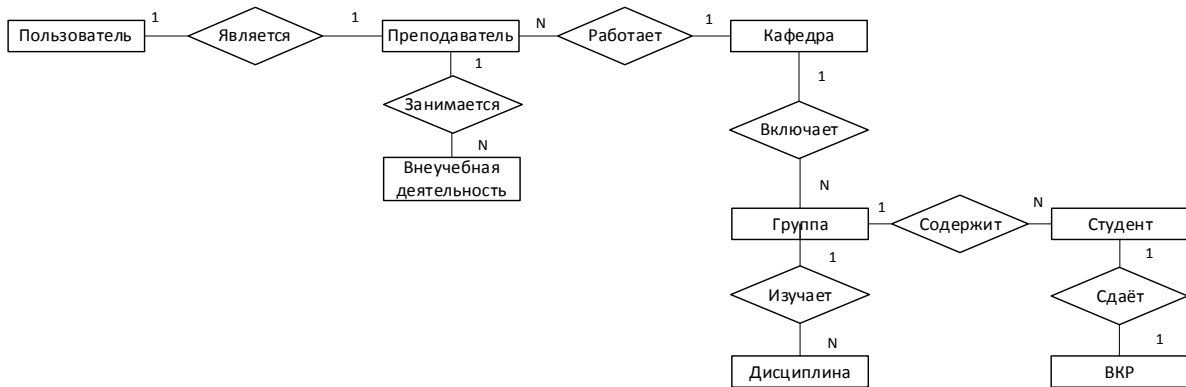 1 1 N 1
Пользователь Является Преподаватель Работает Кафедра
1 1
Занимается
Включает
N
Внеучебная
деятельность
N
1 N
Группа Содержит Студент
1 1
Изучает Сдаёт
N 1
Дисциплина ВКР